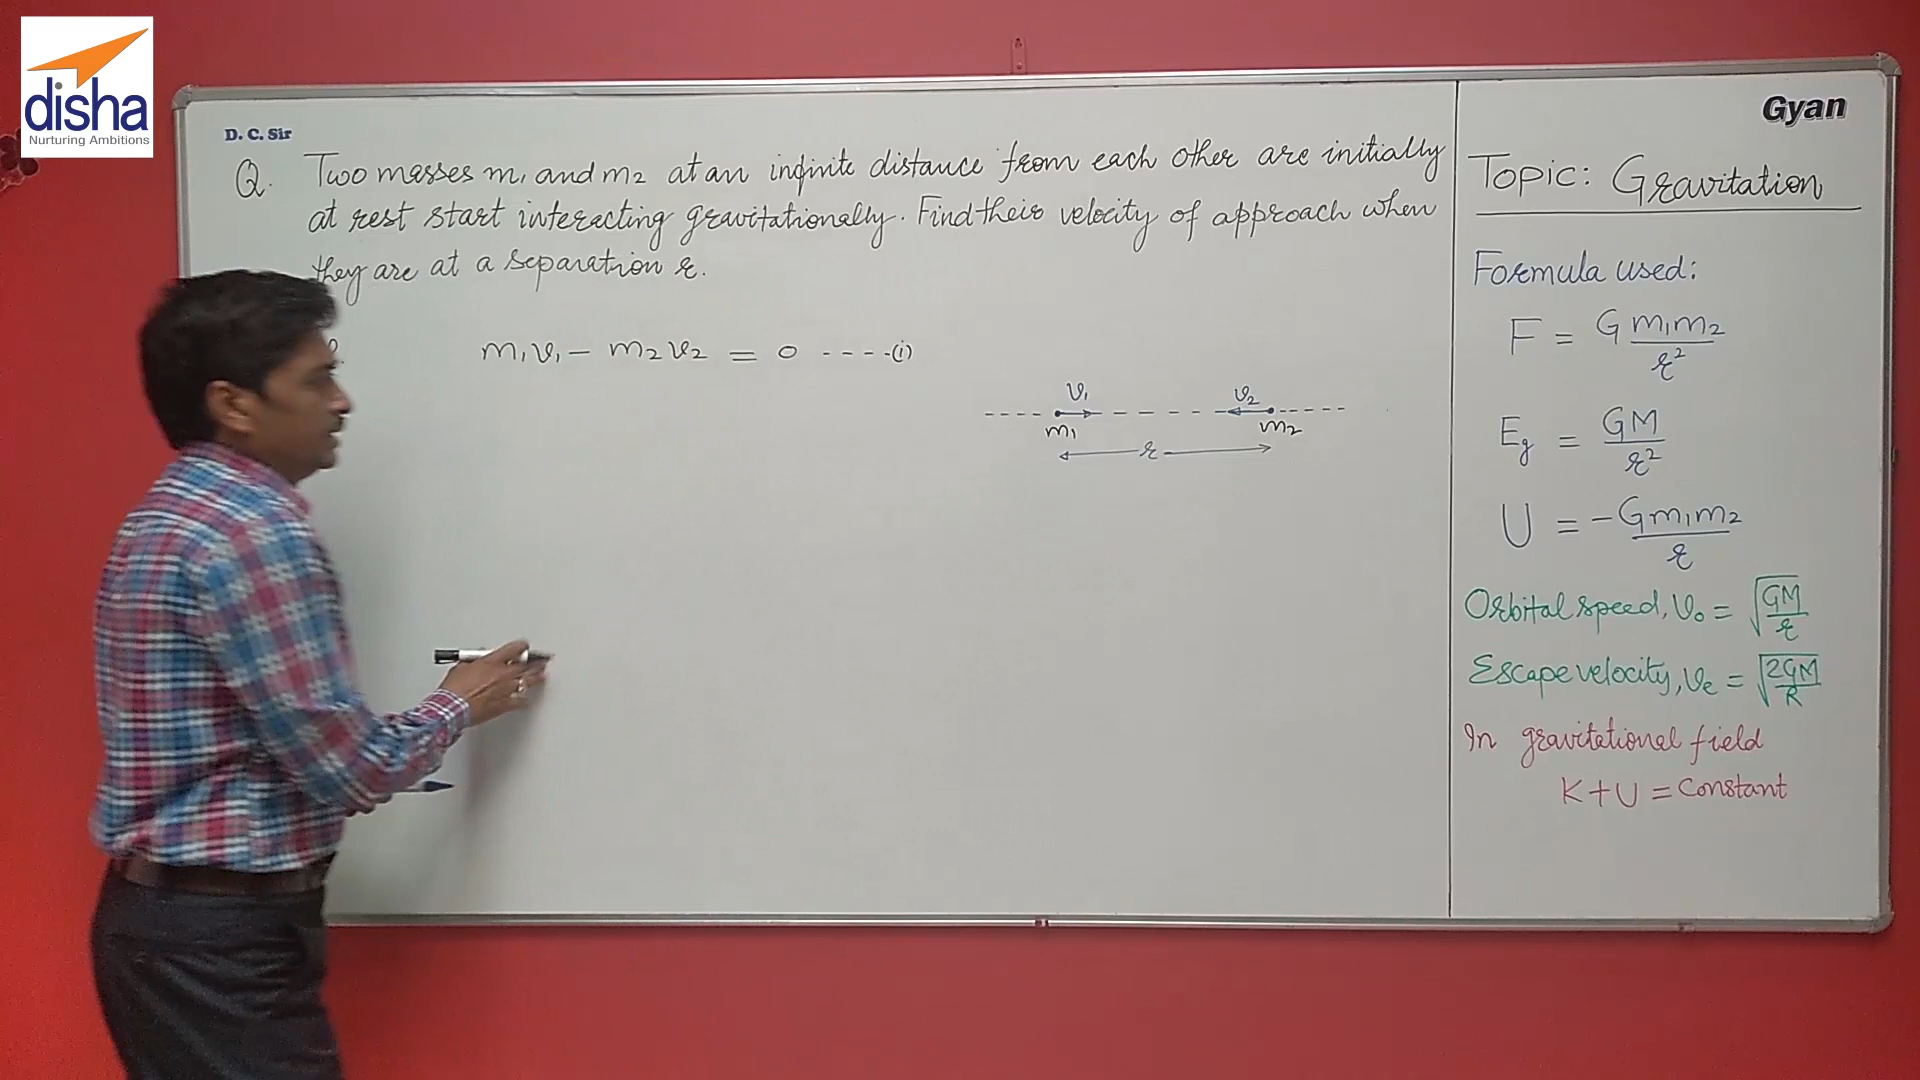 disha
Nurturing Ambitions
D. C. Sir
Gyan
Q. Two masses m₁ and m₂ at an infinite distance from each other are initially
at rest start interacting gravitationally. Find their velocity of approach when
they are at a separation r.
m₁v₁ - m₂v₂ = 0 ----(i)
v₁ v₂
m₁ m₂
r
Topic: Gravitation
Formula used:
F = G m₁m₂/r²
Eg = GM/r²
U = -Gm₁m₂/r
Orbital speed, v₀ = √(GM/r)
Escape velocity, ve = √(2GM/R)
In gravitational field
K+U = Constant